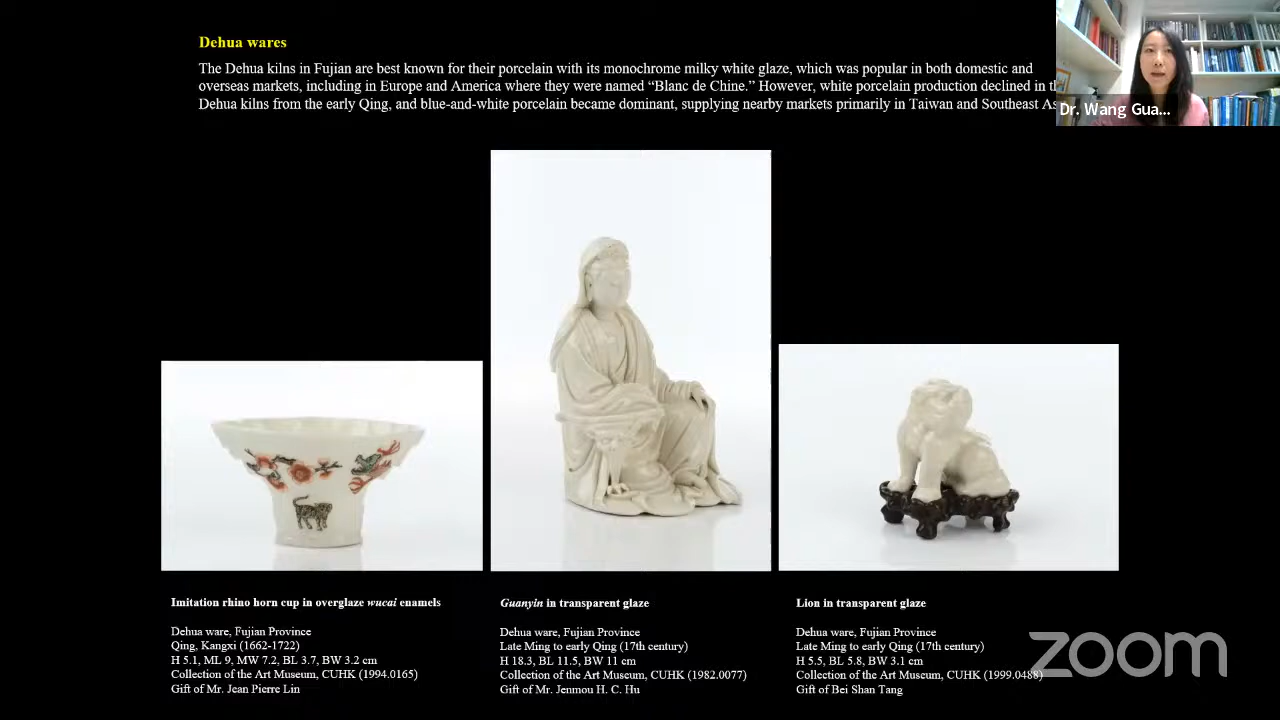 Dehua wares
The Dehua kilns in Fujian are best known for their porcelain with its monochrome milky white glaze, which was popular in both domestic and
overseas markets, including in Europe and America where they were named “Blanc de Chine.” However, white porcelain production declined in
Dehua kilns from the early Qing, and blue-and-white porcelain became dominant, supplying nearby markets primarily in Taiwan and Southeast
Dr. Wang Gua...
Imitation rhino horn cup in overglaze wucai enamels
Dehua ware, Fujian Province
Qing, Kangxi (1662-1722)
H 5.1, ML 9, MW 7.2, BL 3.7, BW 3.2 cm
Collection of the Art Museum, CUHK (1994.0165)
Gift of Mr. Jean Pierre Lin
Guanyin in transparent glaze
Dehua ware, Fujian Province
Late Ming to early Qing (17th century)
H 18.3, BL 11.5, BW 11 cm
Collection of the Art Museum, CUHK (1982.0077)
Gift of Mr. Jenmou H. C. Hu
Lion in transparent glaze
Dehua ware, Fujian Province
Late Ming to early Qing (17th century)
H 5.5, BL 5.8, BW 3.1 cm
Collection of the Art Museum, CUHK (1999.0488)
Gift of Bei Shan Tang
zoom